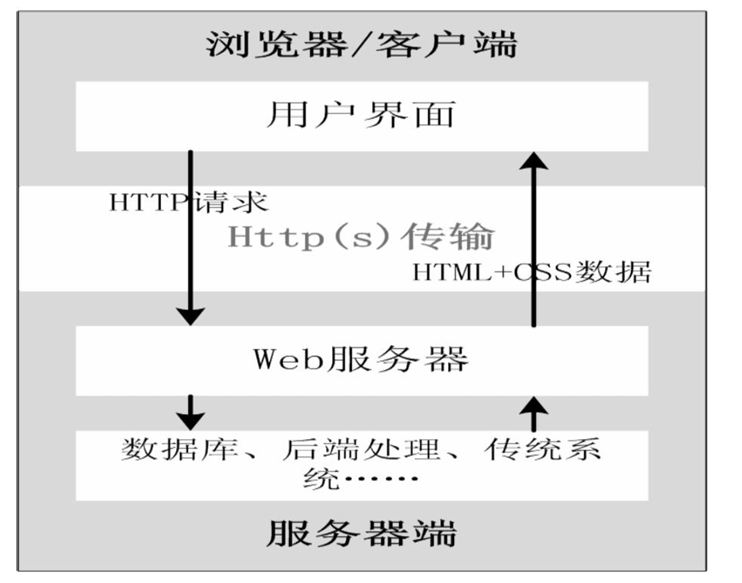 浏览器/客户端
用户界面
HTTP请求
Http(s)传输
HTML+CSS数据
Web服务器
数据库、后端处理、传统系
统……
服务器端